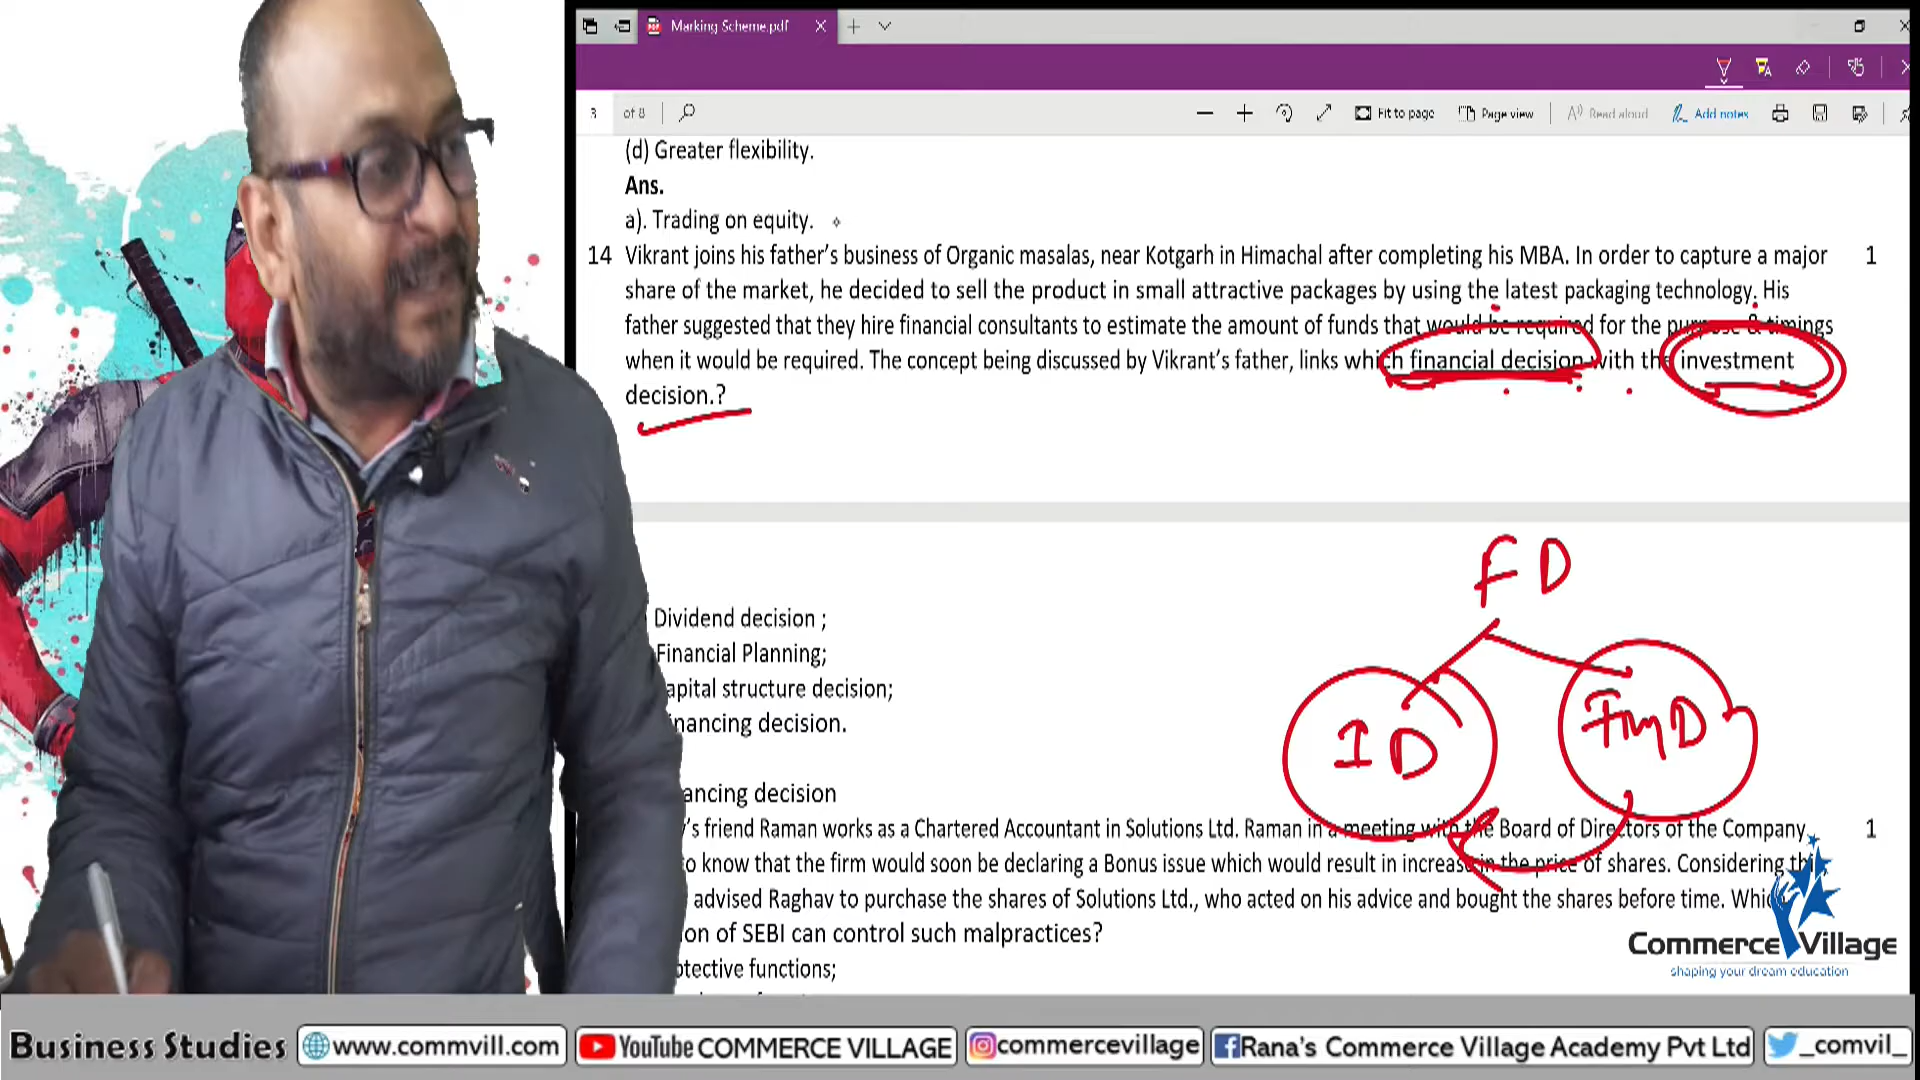 Marking Scheme.pdf
3 of 8
Fit to page
Page view
Read aloud
Add notes
(d) Greater flexibility.
Ans.
a). Trading on equity.
14 Vikrant joins his father's business of Organic masalas, near Kotgarh in Himachal after completing his MBA. In order to capture a major 1
share of the market, he decided to sell the product in small attractive packages by using the latest packaging technology. His
father suggested that they hire financial consultants to estimate the amount of funds that would be required for the purpose & timings
when it would be required. The concept being discussed by Vikrant's father, links which financial decision with the investment
decision.?
F D
Dividend decision ;
Financial Planning;
apital structure decision;
nancing decision.
I D
D
ancing decision
's friend Raman works as a Chartered Accountant in Solutions Ltd. Raman in a meeting with the Board of Directors of the Company, 1
o know that the firm would soon be declaring a Bonus issue which would result in increase in the price of shares. Considering th
advised Raghav to purchase the shares of Solutions Ltd., who acted on his advice and bought the shares before time. Whic
on of SEBI can control such malpractices?
otective functions;
Commerce Village
shaping your dream education
Business Studies
www.commvill.com
YouTube COMMERCE VILLAGE
commercevillage
Rana's Commerce Village Academy Pvt Ltd
_comvil_